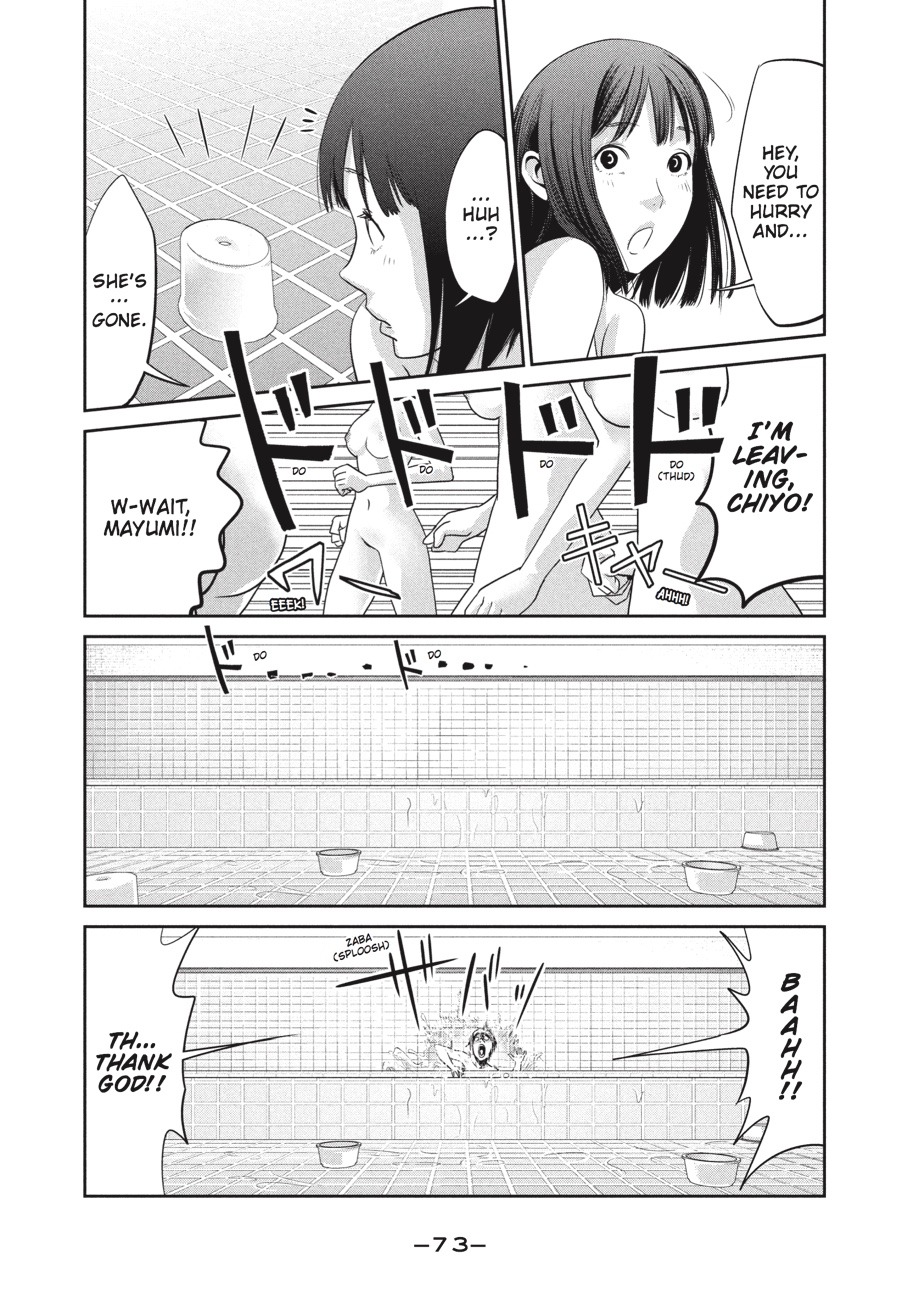 HEY,
YOU
NEED TO
HURRY
AND...
...
HUH
...?
SHE'S
...
GONE.
I'M
LEAV-
ING,
CHIYO!
ド
DO
(THUD)
ド
DO
ド
DO
ド
DO
キャー
AHHH!
W-WAIT,
MAYUMI!!
EEEK!
ド
DO
ド
DO
BAAHH!!
ZABA
(SPLOOSH)
TH...
THANK
GOD!!
-73-